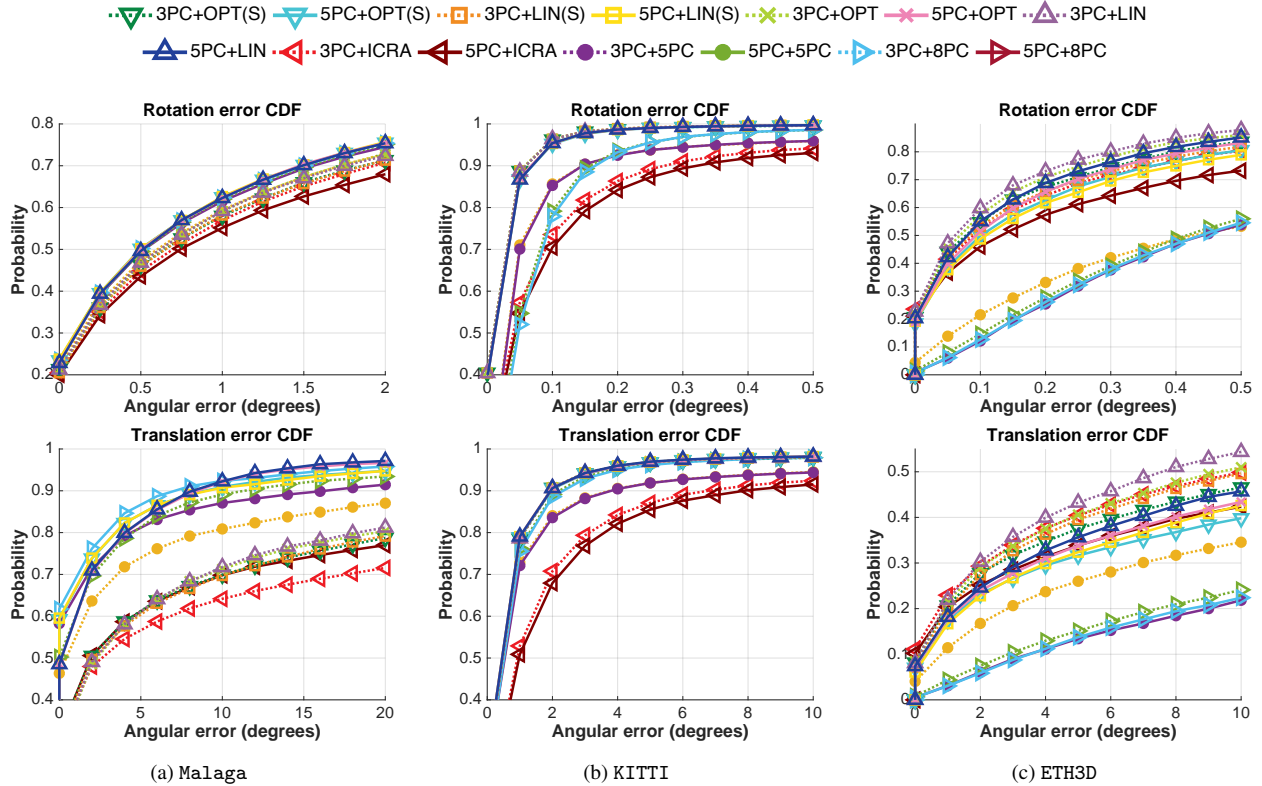 3PC+OPT(S) 5PC+OPT(S) 3PC+LIN(S) 5PC+LIN(S) 3PC+OPT 5PC+OPT 3PC+LIN
5PC+LIN 3PC+ICRA 5PC+ICRA 3PC+5PC 5PC+5PC 3PC+8PC 5PC+8PC
Rotation error CDF
Probability
0.8
0.7
0.6
0.5
0.4
0.3
0.2
0 0.5 1 1.5 2
Angular error (degrees)
Rotation error CDF
Probability
1
0.9
0.8
0.7
0.6
0.5
0.4
0 0.1 0.2 0.3 0.4 0.5
Angular error (degrees)
Rotation error CDF
Probability
0.8
0.7
0.6
0.5
0.4
0.3
0.2
0.1
0
0 0.1 0.2 0.3 0.4 0.5
Angular error (degrees)
Translation error CDF
Probability
1
0.9
0.8
0.7
0.6
0.5
0.4
0 5 10 15 20
Angular error (degrees)
Translation error CDF
Probability
1
0.9
0.8
0.7
0.6
0.5
0.4
0 2 4 6 8 10
Angular error (degrees)
Translation error CDF
Probability
0.5
0.4
0.3
0.2
0
0 2 4 6 8 10
Angular error (degrees)
(a) Malaga
(b) KITTI
(c) ETH3D